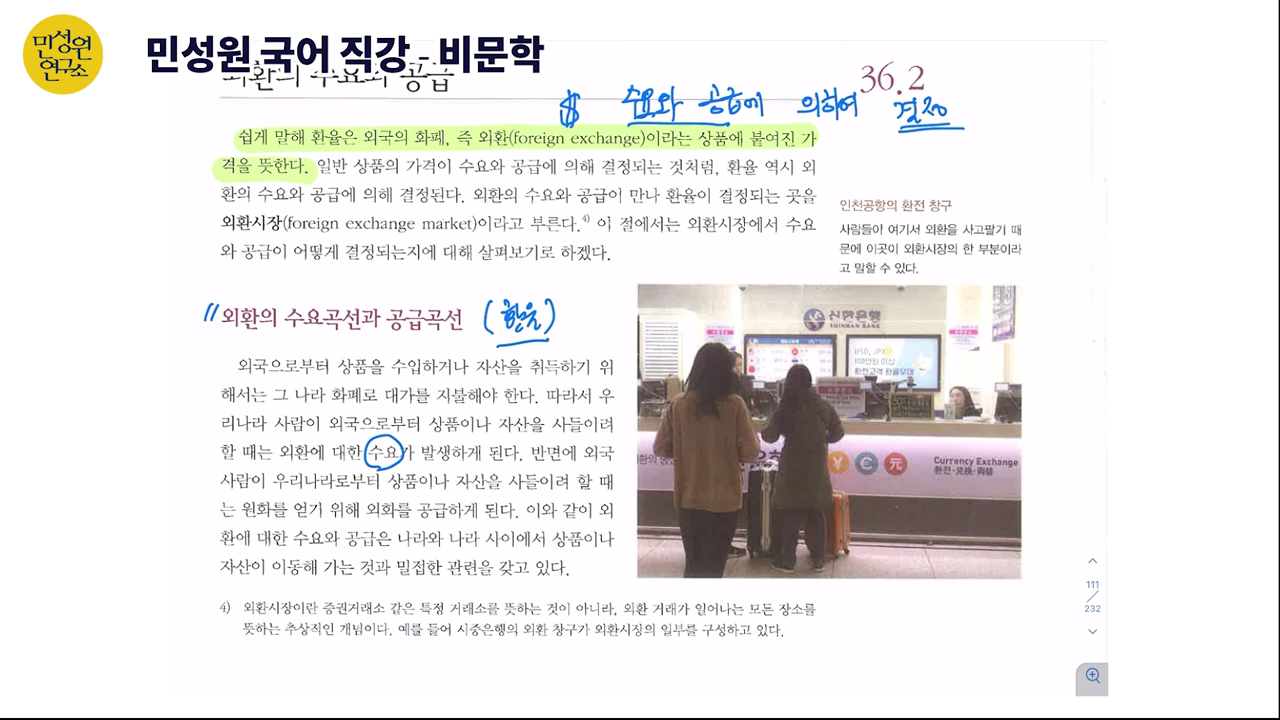 민성원
연구소
민성원 국어 직강 - 비문학
외환의 수요와 공급
36.2
$ 수요와 공급에 의하여 결정
쉽게 말해 환율은 외국의 화폐, 즉 외환(foreign exchange)이라는 상품에 붙여진 가
격을 뜻한다. 일반 상품의 가격이 수요와 공급에 의해 결정되는 것처럼, 환율 역시 외
환의 수요와 공급에 의해 결정된다. 외환의 수요와 공급이 만나 환율이 결정되는 곳을
외환시장(foreign exchange market)이라고 부른다.4) 이 절에서는 외환시장에서 수요
와 공급이 어떻게 결정되는지에 대해 살펴보기로 하겠다.
인천공항의 환전 창구
사람들이 여기서 외환을 사고팔기 때
문에 이곳이 외환시장의 한 부분이라
고 말할 수 있다.
외환의 수요곡선과 공급곡선 (환율)
외국으로부터 상품을 수입하거나 자산을 취득하기 위
해서는 그 나라 화폐로 대가를 지불해야 한다. 따라서 우
리나라 사람이 외국으로부터 상품이나 자산을 사들이려
할 때는 외환에 대한 수요가 발생하게 된다. 반면에 외국
사람이 우리나라로부터 상품이나 자산을 사들이려 할 때
는 원화를 얻기 위해 외화를 공급하게 된다. 이와 같이 외
환에 대한 수요와 공급은 나라와 나라 사이에서 상품이나
자산이 이동해 가는 것과 밀접한 관련을 갖고 있다.
SHINHAN BANK
USD, JPY
100만원 이상
환전고객 환율우대
Currency Exchange
환전·兑换·両替
4) 외환시장이란 증권거래소 같은 특정 거래소를 뜻하는 것이 아니라, 외환 거래가 일어나는 모든 장소를
뜻하는 추상적인 개념이다. 예를 들어 시중은행의 외환 창구가 외환시장의 일부를 구성하고 있다.
111
232